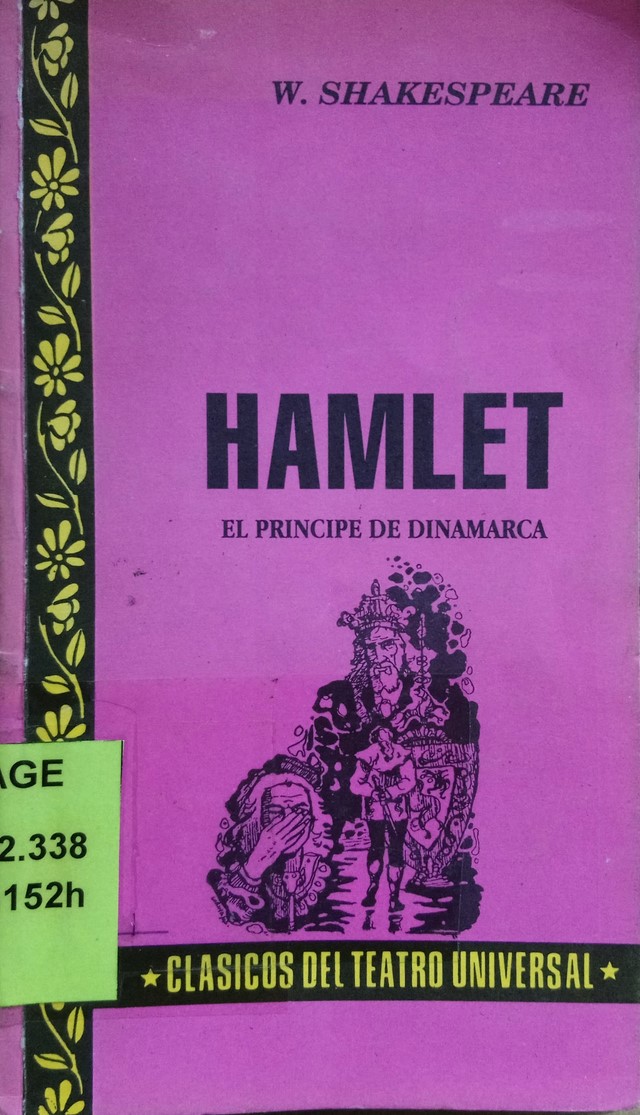 W. SHAKESPEARE
HAMLET
EL PRINCIPE DE DINAMARCA
AGE
2.338
152h
★ CLASICOS DEL TEATRO UNIVERSAL ★